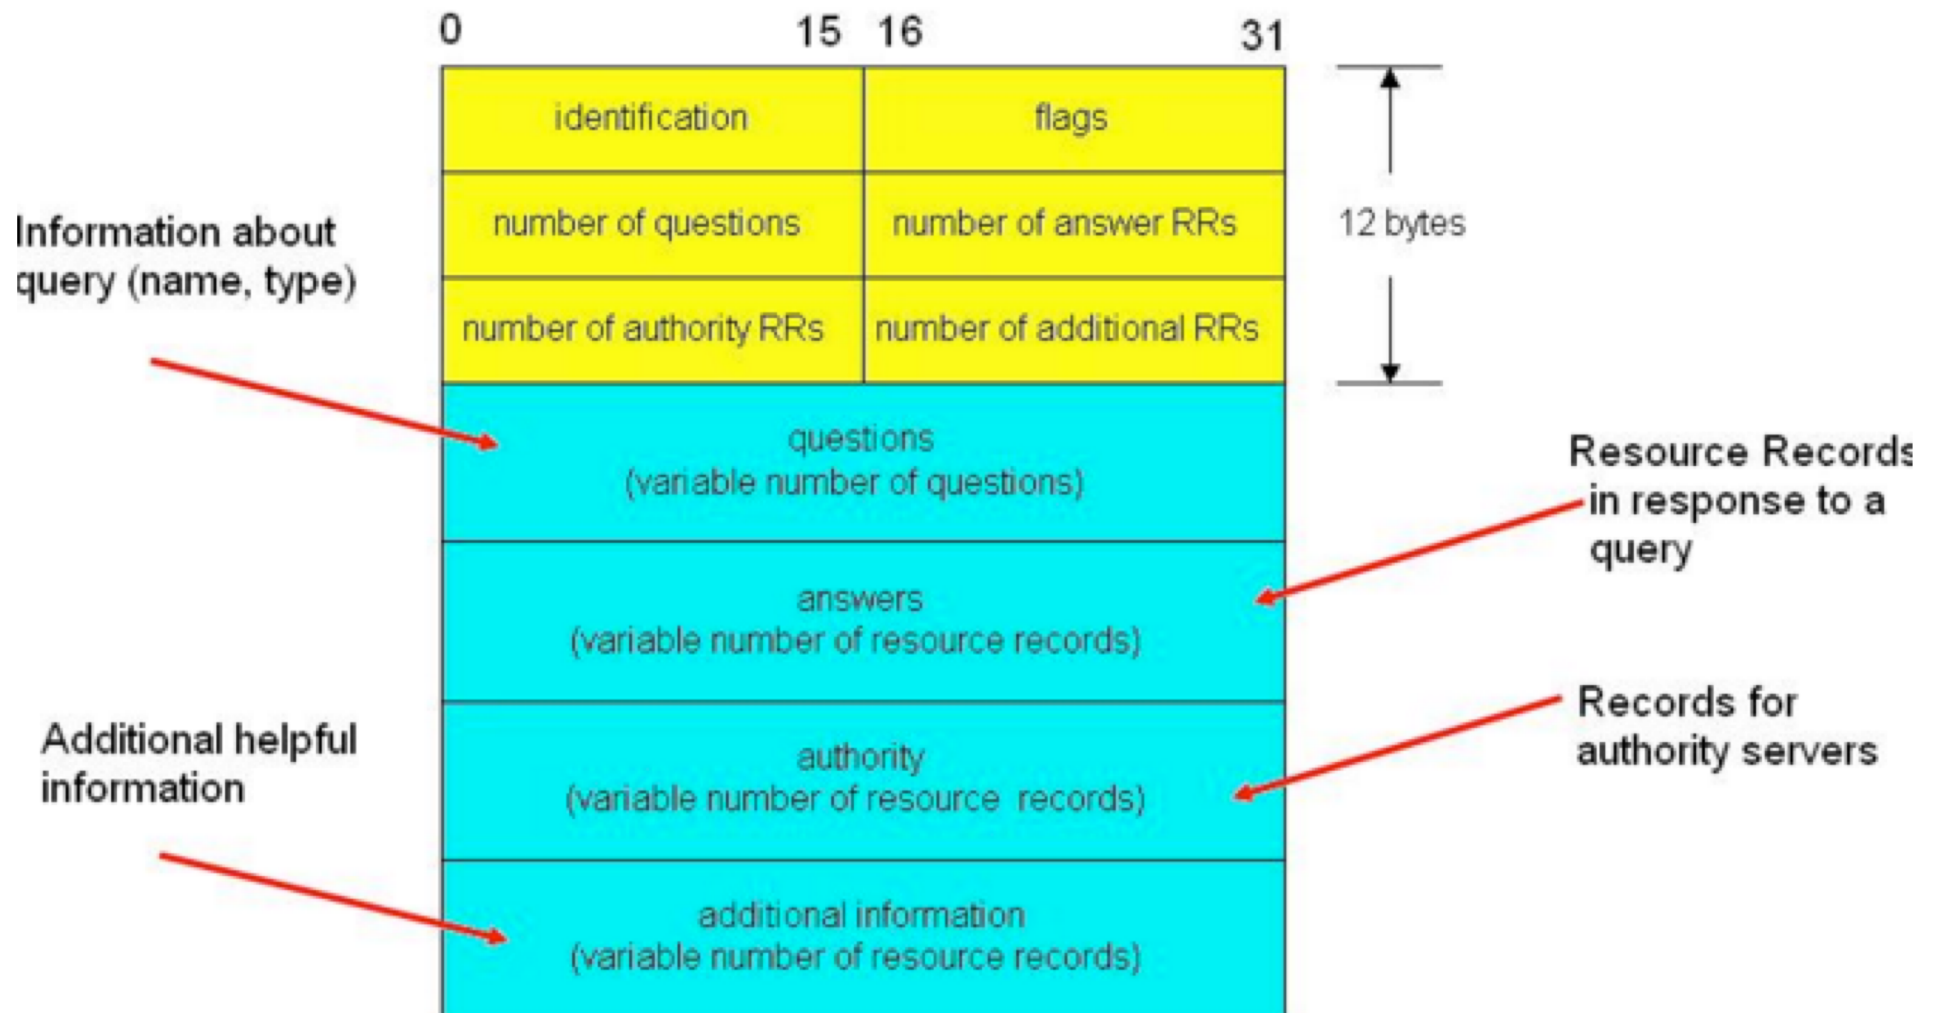 0 15 16 31
identification flags
number of questions number of answer RRs
12 bytes
number of authority RRs number of additional RRs
Information about
query (name, type)
questions
(variable number of questions)
Resource Records
in response to a
query
answers
(variable number of resource records)
Additional helpful
information
authority
(variable number of resource records)
Records for
authority servers
additional information
(variable number of resource records)